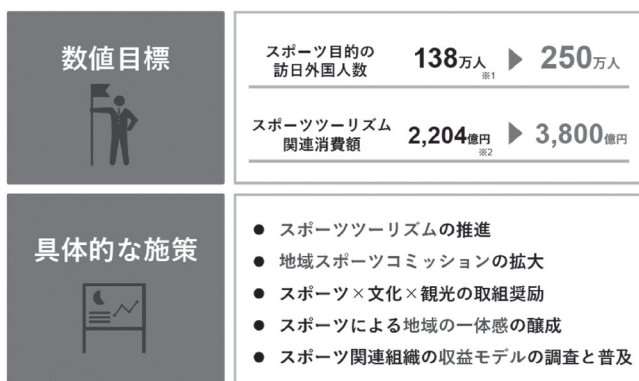 数値目標
スポーツ目的の
訪日外国人数
138万人
※1
250万人
スポーツツーリズム
関連消費額
2,204億円
※2
3,800億円
具体的な施策
● スポーツツーリズムの推進
● 地域スポーツコミッションの拡大
● スポーツ×文化×観光の取組奨励
● スポーツによる地域の一体感の醸成
● スポーツ関連組織の収益モデルの調査と普及